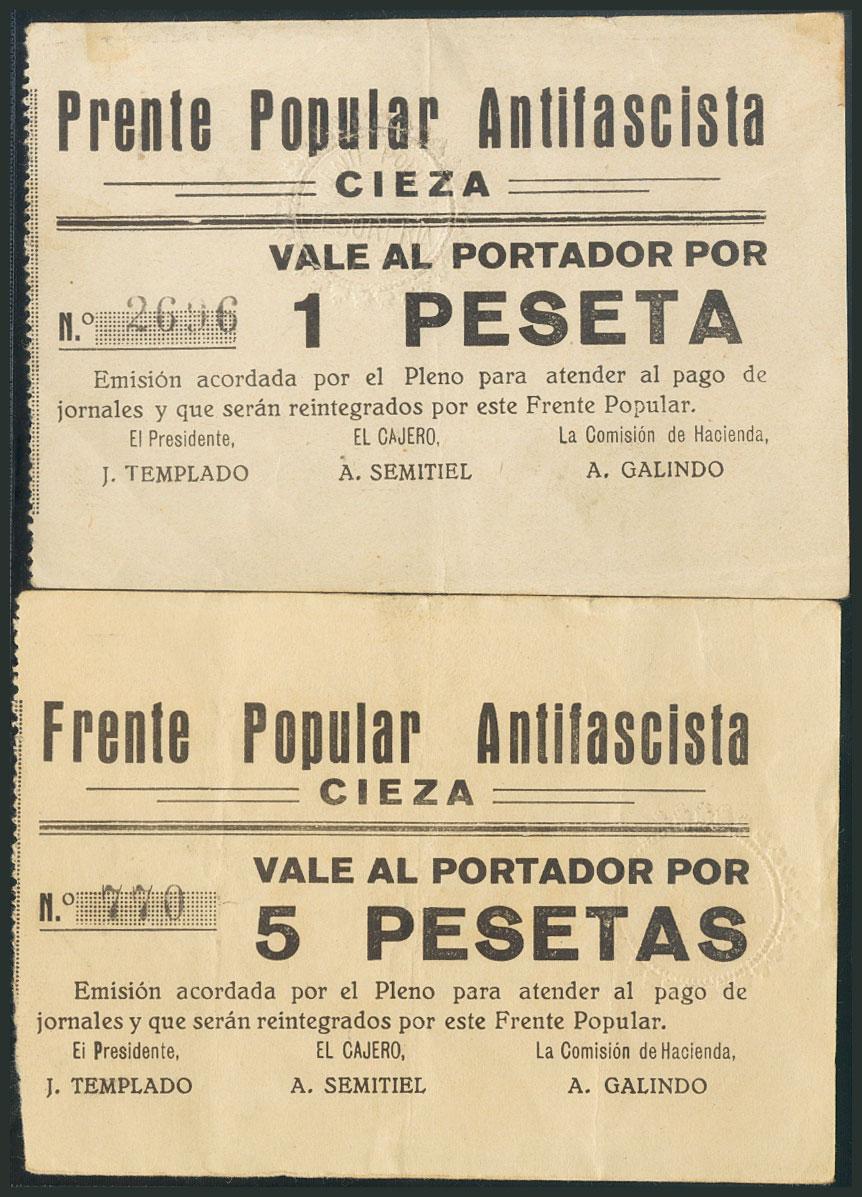 Prente Popular Antifascista
CIEZA
VALE AL PORTADOR POR
N.º 2696 1 PESETA
Emisión acordada por el Pleno para atender al pago de
jornales y que serán reintegrados por este Frente Popular.
El Presidente, EL CAJERO, La Comisión de Hacienda,
J. TEMPLADO A. SEMITIEL A. GALINDO
Frente Popular Antifascista
CIEZA
VALE AL PORTADOR POR
N.º 770 5 PESETAS
Emisión acordada por el Pleno para atender al pago de
jornales y que serán reintegrados por este Frente Popular.
Ei Presidente, EL CAJERO, La Comisión de Hacienda,
J. TEMPLADO A. SEMITIEL A. GALINDO